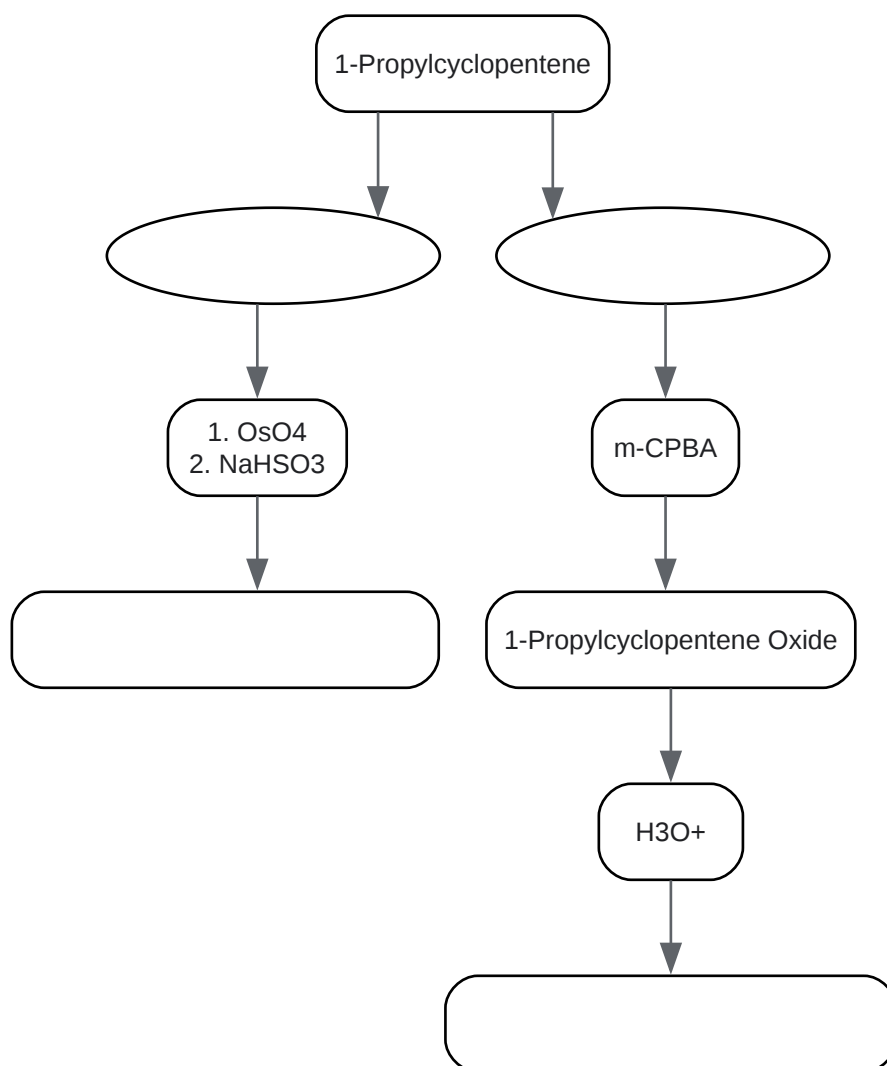 1-Propylcyclopentene
1. OsO4
2. NaHSO3
m-CPBA
1-Propylcyclopentene Oxide
H3O+